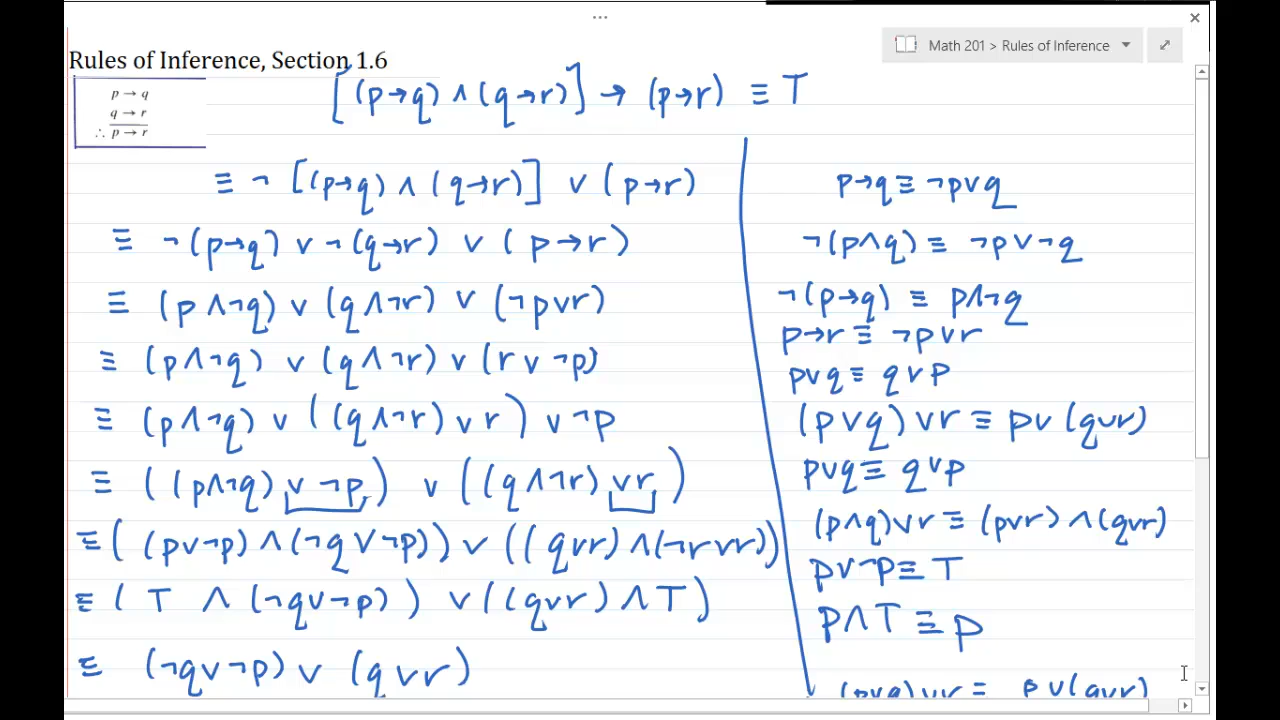 ...
Math 201 > Rules of Inference
Rules of Inference, Section 1.6
p → q
q → r
∴ p → r
[(p→q) ∧ (q→r)] → (p→r) ≡ T
≡ ¬ [(p→q) ∧ (q→r)] ∨ (p→r)
≡ ¬(p→q) ∨ ¬(q→r) ∨ (p→r)
≡ (p∧¬q) ∨ (q∧¬r) ∨ (¬p∨r)
≡ (p∧¬q) ∨ (q∧¬r) ∨ (r∨¬p)
≡ (p∧¬q) ∨ ((q∧¬r)∨r) ∨ ¬p
≡ ((p∧¬q) ∨ ¬p) ∨ ((q∧¬r) ∨r)
≡ ((p∨¬p) ∧ (¬q∨¬p)) ∨ ((q∨r) ∧ (¬r∨r))
≡ (T ∧ (¬q∨¬p)) ∨ ((q∨r) ∧ T)
≡ (¬q∨¬p) ∨ (q∨r)
p→q ≡ ¬p∨q
¬(p∧q) ≡ ¬p∨¬q
¬(p→q) ≡ p∧¬q
p→r ≡ ¬p∨r
p∨q ≡ q∨p
(p∨q)∨r ≡ p∨(q∨r)
p∨q ≡ q∨p
(p∧q)∨r ≡ (p∨r)∧(q∨r)
p∨¬p ≡ T
p∧T ≡ p
(p∨q)∨r ≡ p∨(q∨r)